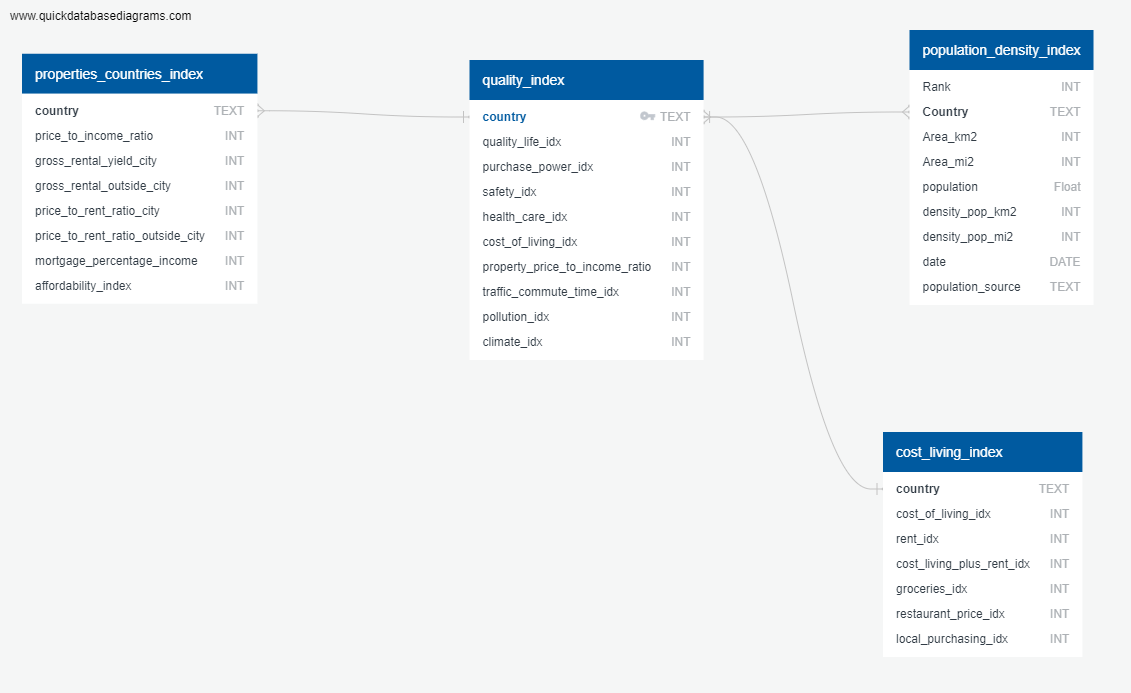 www.quickdatabasediagrams.com
properties_countries_index
country TEXT
price_to_income_ratio INT
gross_rental_yield_city INT
gross_rental_outside_city INT
price_to_rent_ratio_city INT
price_to_rent_ratio_outside_city INT
mortgage_percentage_income INT
affordability_index INT
quality_index
country TEXT
quality_life_idx INT
purchase_power_idx INT
safety_idx INT
health_care_idx INT
cost_of_living_idx INT
property_price_to_income_ratio INT
traffic_commute_time_idx INT
pollution_idx INT
climate_idx INT
population_density_index
Rank INT
Country TEXT
Area_km2 INT
Area_mi2 INT
population Float
density_pop_km2 INT
density_pop_mi2 INT
date DATE
population_source TEXT
cost_living_index
country TEXT
cost_of_living_idx INT
rent_idx INT
cost_living_plus_rent_idx INT
groceries_idx INT
restaurant_price_idx INT
local_purchasing_idx INT